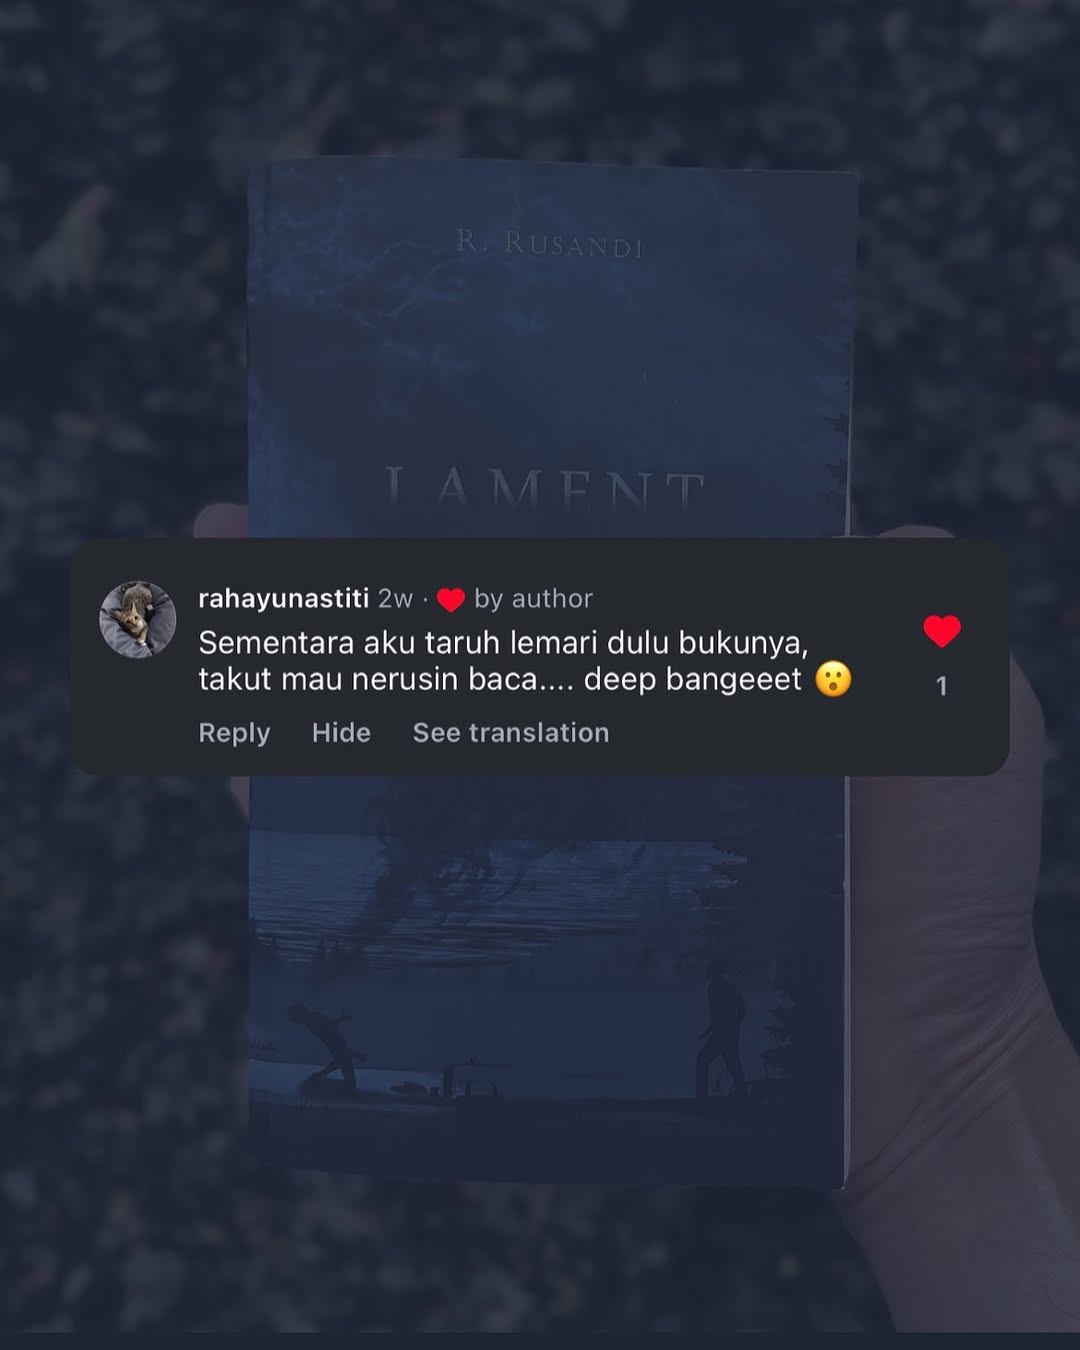 R. RUSANDI
LAMENT
rahayunastiti 2w · ❤️ by author
Sementara aku taruh lemari dulu bukunya,
takut mau nerusin baca.... deep bangeeet 😮
1
Reply Hide See translation